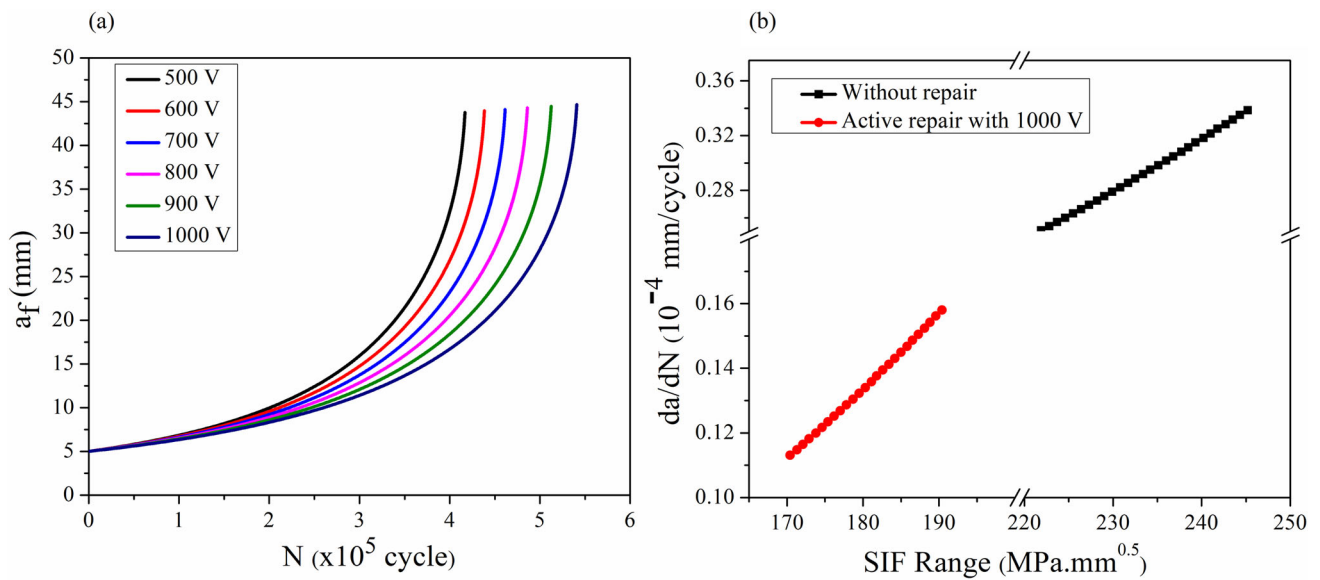 (a)
50
45
40
35
30
25
20
15
10
5
0
a_f (mm)
500 V
600 V
700 V
800 V
900 V
1000 V
0 1 2 3 4 5 6
N (x10^5 cycle)
(b)
0.36
0.32
0.28
0.16
0.14
0.12
0.10
da/dN (10^-4 mm/cycle)
Without repair
Active repair with 1000 V
170 180 190 220 230 240 250
SIF Range (MPa.mm^0.5)